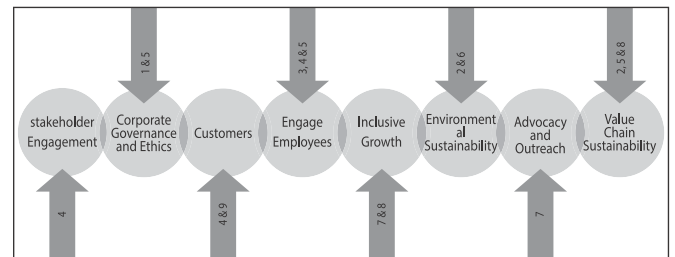 1 & 5
3, 4 & 5
2 & 6
2, 5 & 8
stakeholder
Engagement
Corporate
Governance
and Ethics
Customers
Engage
Employees
Inclusive
Growth
Environment
al
Sustainability
Advocacy
and
Outreach
Value
Chain
Sustainability
4
4 & 9
7 & 8
7